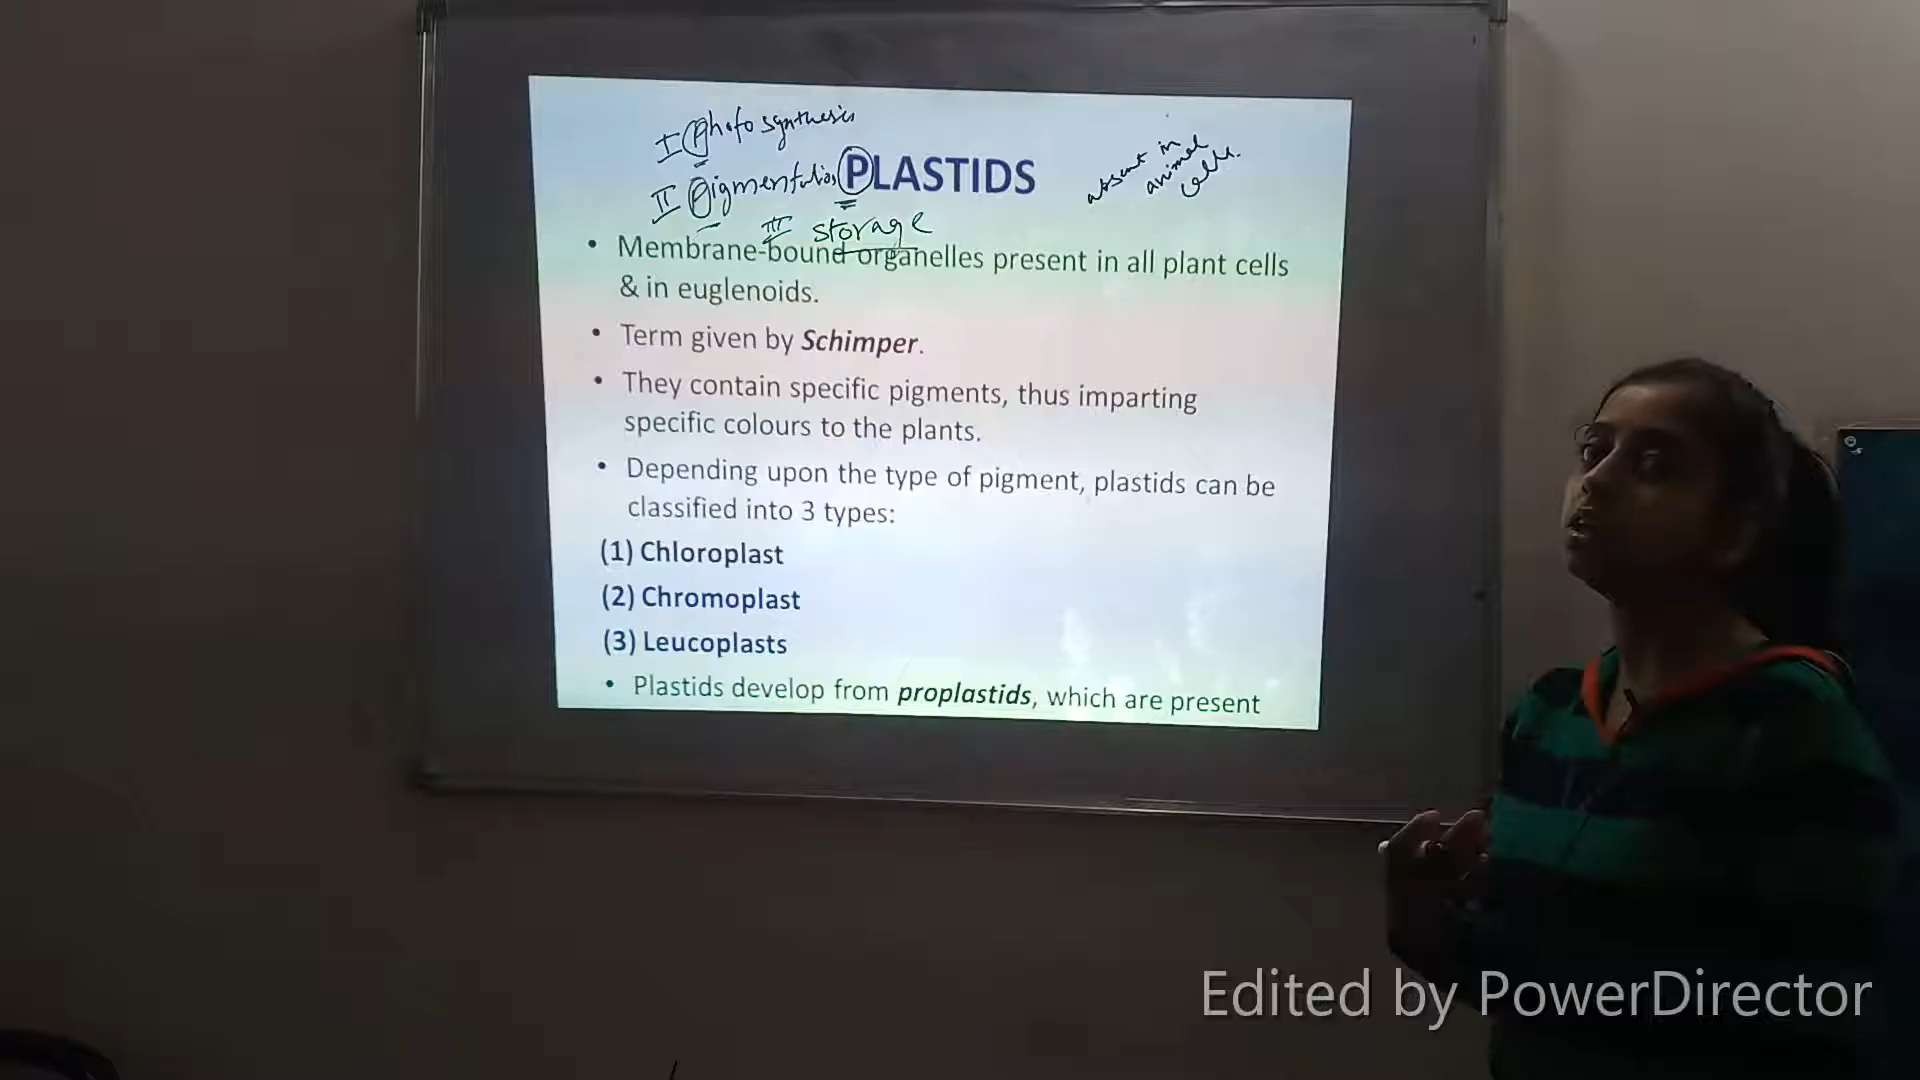 I Photosynthesis
II Pigmentation
PLASTIDS
absent in
animal
cells.
III storage
• Membrane-bound organelles present in all plant cells
& in euglenoids.
• Term given by Schimper.
• They contain specific pigments, thus imparting
specific colours to the plants.
• Depending upon the type of pigment, plastids can be
classified into 3 types:
(1) Chloroplast
(2) Chromoplast
(3) Leucoplasts
• Plastids develop from proplastids, which are present
Edited by PowerDirector